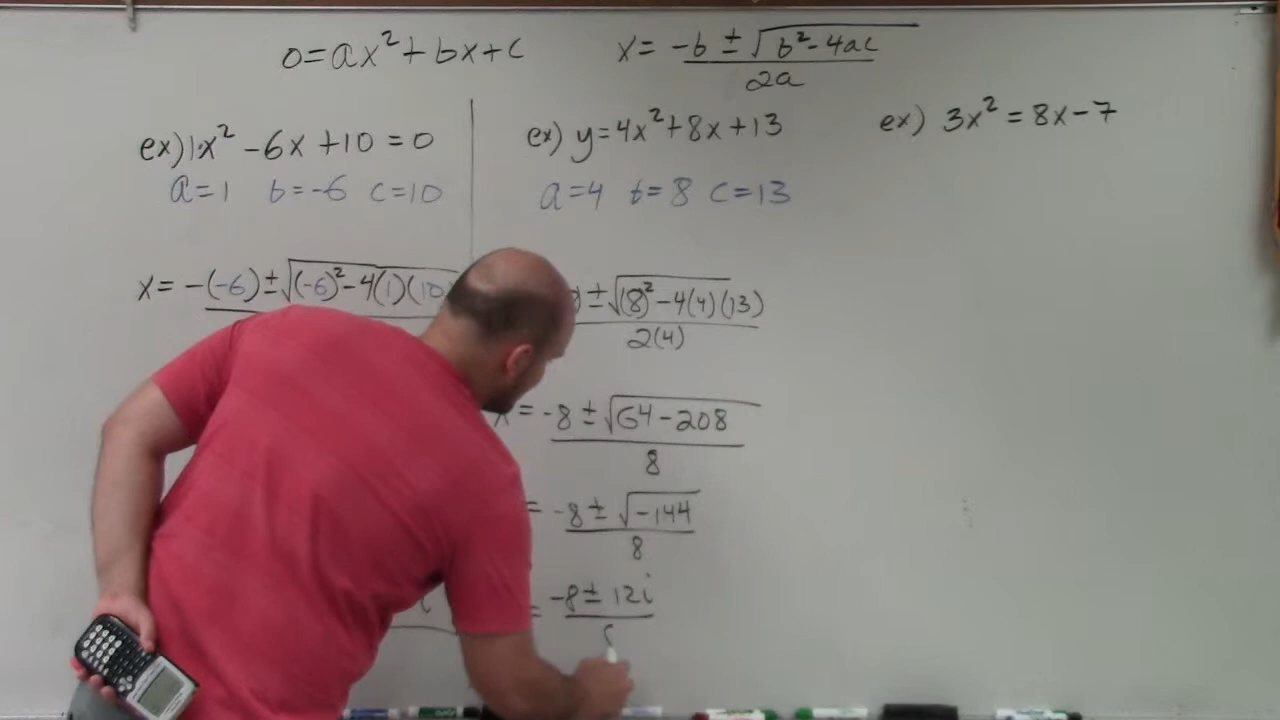 0=ax²+bx+c
x= -b ± √b²-4ac
2a
ex) 1x² -6x +10 = 0
a=1 b=-6 c=10
x= -(-6) ± √(-6)² -4(1)(10
ex) y=4x²+8x+13
a=4 b=8 c=13
± √(8)² -4(4)(13)
2(4)
x = -8 ± √64-208
8
= -8 ± √-144
8
= -8 ± 12i
ex) 3x² = 8x-7